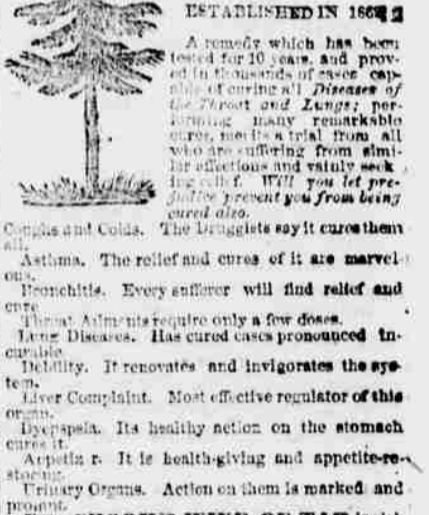 ESTABLISHED IN
A remedy which has been
tested for 10 years, and prov-
ed in thousands of cases cap-
able of curing all Diseases of
the Throat and Lungs; per-
forming many remarkable
cures, merits a trial from all
who are suffering from simi-
lar affections and vainly seek
ing relief. Will you let pre-
judice prevent you from being
cured also.
Coughs and Colds. The Druggists say it cures them
all.
Asthma. The relief and cures of it are marvel-
ous.
Bronchitis. Every sufferer will find relief and
cure
Throat Ailments require only a few doses.
Lung Diseases. Has cured cases pronounced in-
curable
Debility. It renovates and invigorates the sys-
tem.
Liver Complaint. Most effective regulator of this
organ.
Dyspepsia. Its healthy action on the stomach
cures it.
It is health-giving and appetite-re-
storing.
Urinary Organs. Action on them is marked and
prompt.